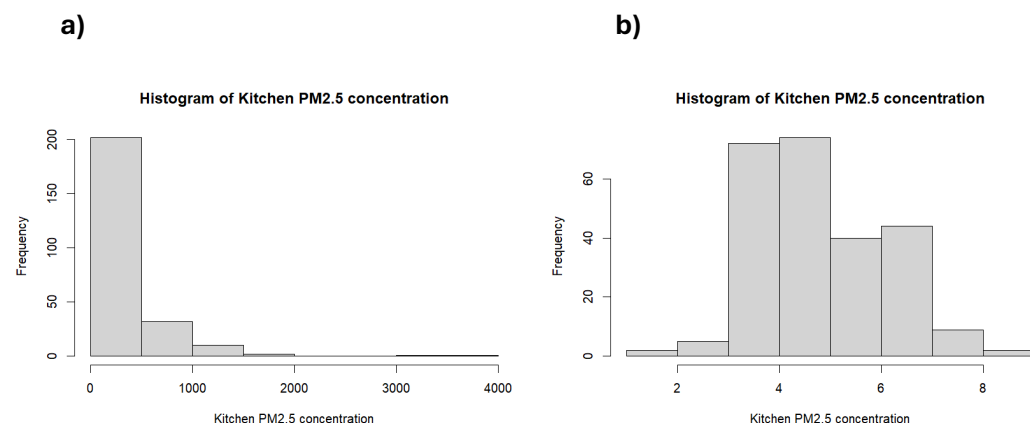 a)
b)
Histogram of Kitchen PM2.5 concentration
Histogram of Kitchen PM2.5 concentration
Frequency
0
50
100
150
200
0 1000 2000 3000 4000
Kitchen PM2.5 concentration
Frequency
0
20
40
60
2 4 6 8
Kitchen PM2.5 concentration